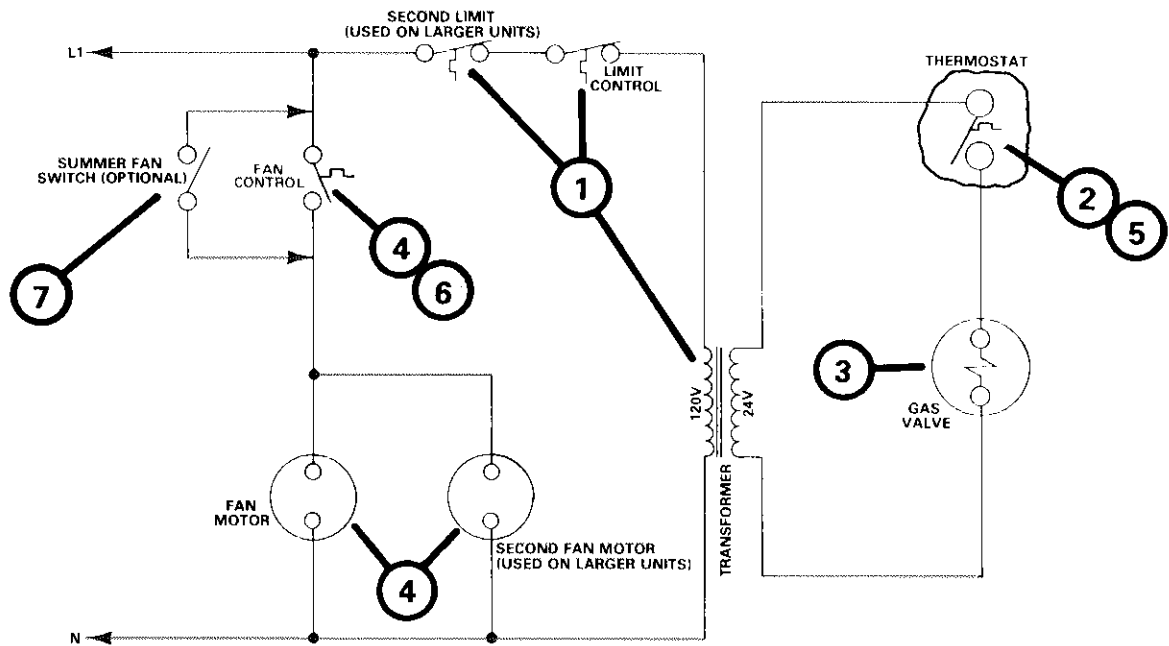 SECOND LIMIT
(USED ON LARGER UNITS)
L1
LIMIT
CONTROL
THERMOSTAT
SUMMER FAN
SWITCH (OPTIONAL)
FAN
CONTROL
1
2
5
4
6
7
3
120V
24V
GAS
VALVE
TRANSFORMER
FAN
MOTOR
SECOND FAN MOTOR
(USED ON LARGER UNITS)
4
N